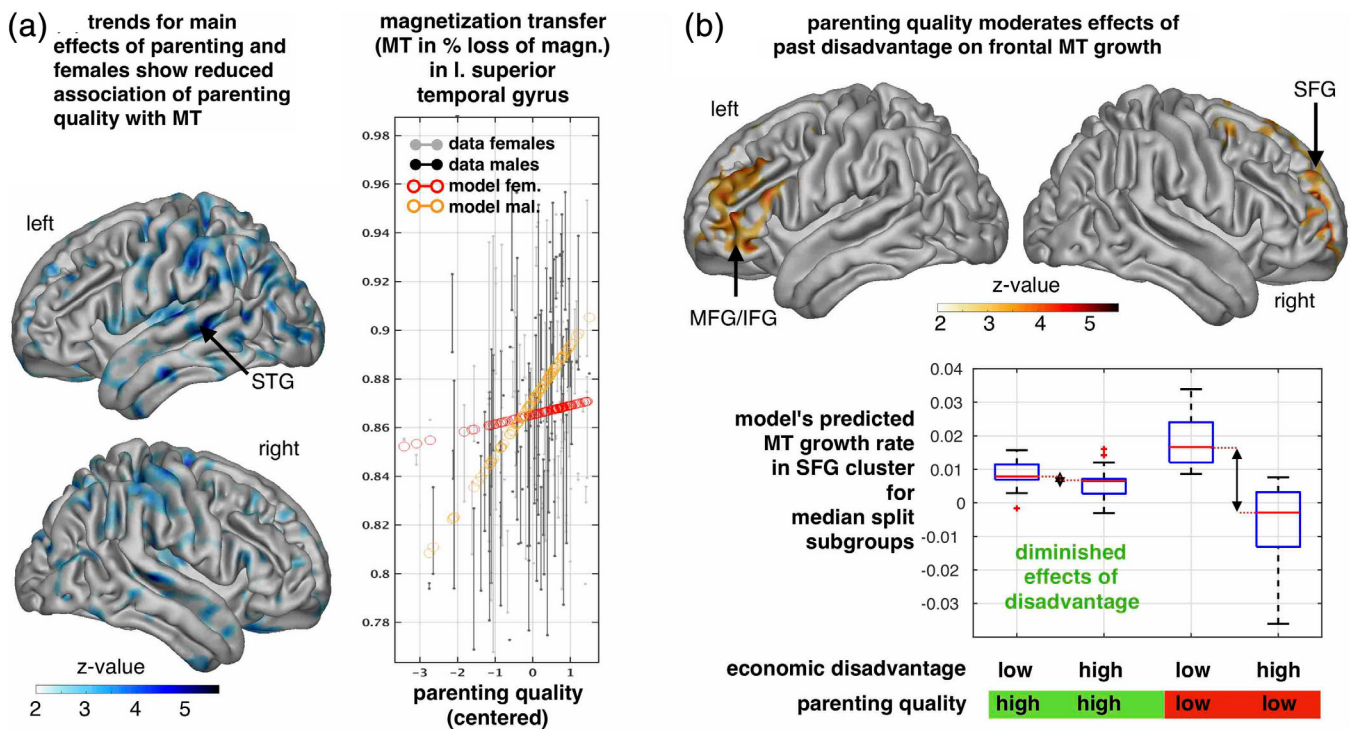 (a)
trends for main
effects of parenting and
females show reduced
association of parenting
quality with MT
left
STG
right
z-value
2 3 4 5
magnetization transfer
(MT in % loss of magn.)
in l. superior
temporal gyrus
data females
data males
model fem.
model mal.
0.98
0.96
0.94
0.92
0.9
0.88
0.86
0.84
0.82
0.8
0.78
−3 −2 −1 0 1
parenting quality
(centered)
(b)
parenting quality moderates effects of
past disadvantage on frontal MT growth
left
SFG
MFG/IFG
z-value
2 3 4 5
right
model's predicted
MT growth rate
in SFG cluster
for
median split
subgroups
0.04
0.03
0.02
0.01
0
-0.01
-0.02
-0.03
diminished
effects of
disadvantage
economic disadvantage low high low high
parenting quality high high low low